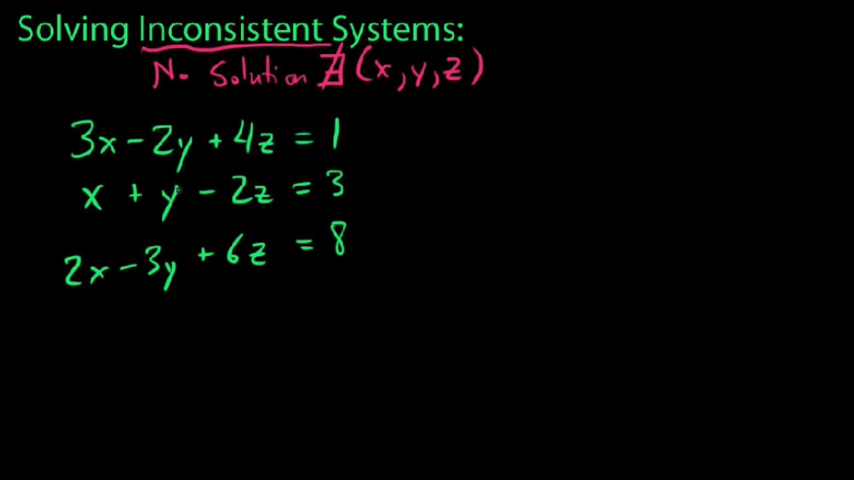 Solving Inconsistent Systems:
No Solution ∄ (x,y,z)
3x - 2y + 4z = 1
x + y - 2z = 3
2x - 3y + 6z = 8